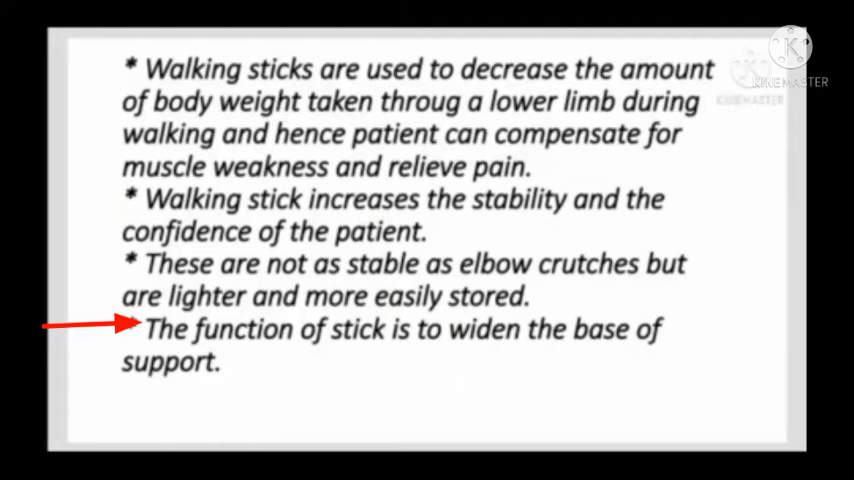 * Walking sticks are used to decrease the amount
of body weight taken throug a lower limb during
walking and hence patient can compensate for
muscle weakness and relieve pain.
* Walking stick increases the stability and the
confidence of the patient.
* These are not as stable as elbow crutches but
are lighter and more easily stored.
* The function of stick is to widen the base of
support.
K
KINEMASTER
K
KINEMASTER